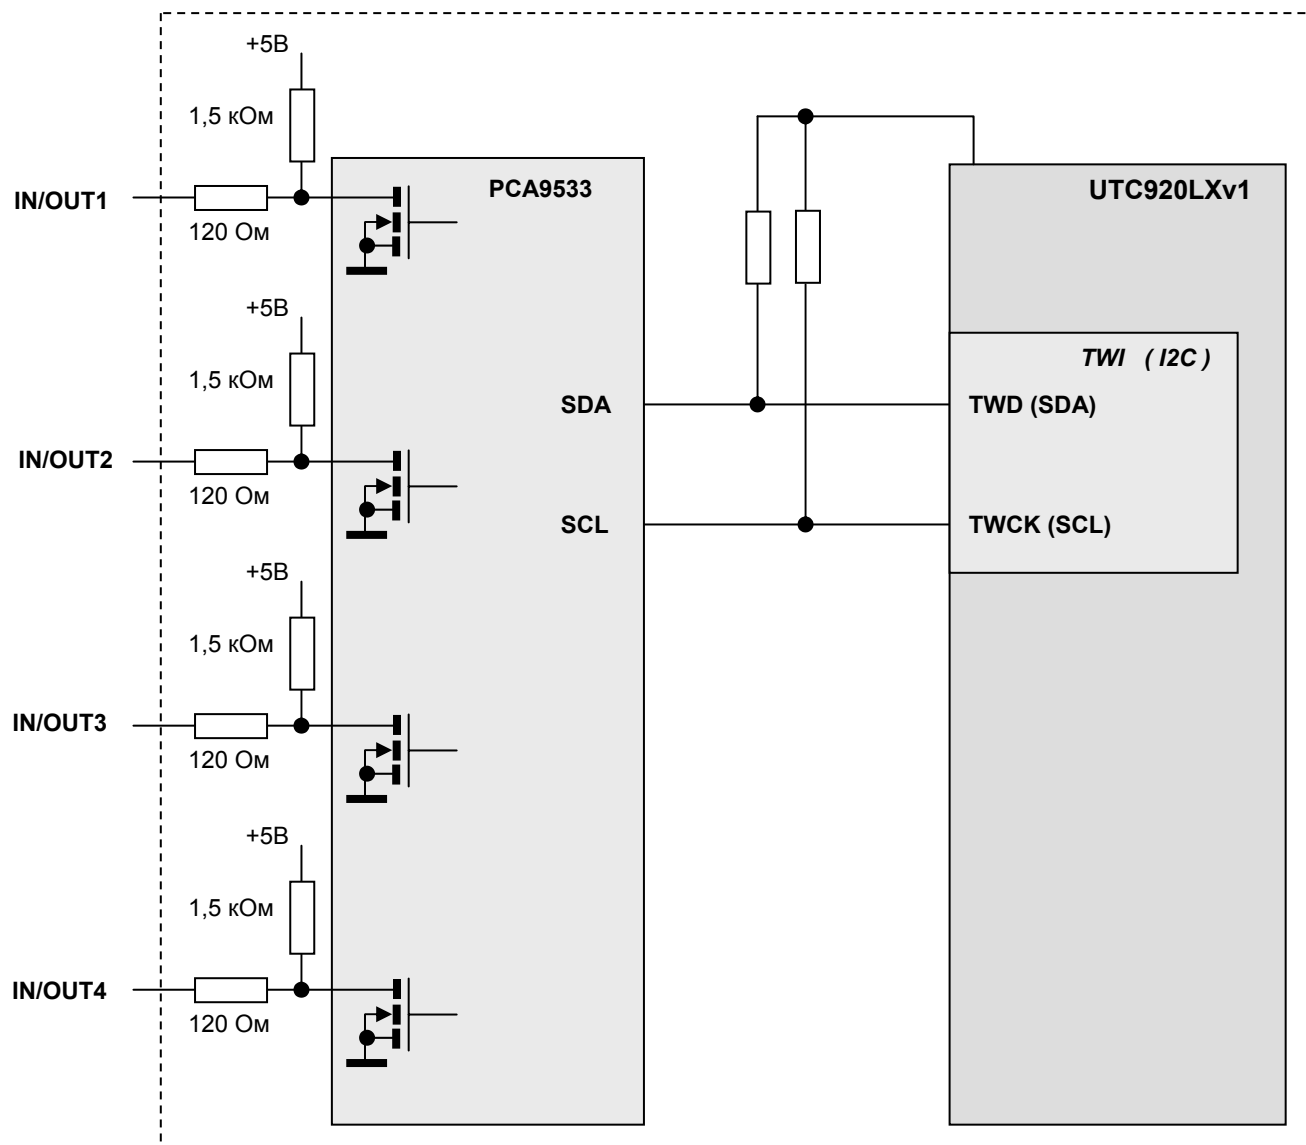 +5В
1,5 кОм
IN/OUT1
120 Ом
PCA9533
UTC920LXv1
+5В
1,5 кОм
TWI ( I2C )
SDA
TWD (SDA)
IN/OUT2
120 Ом
SCL
TWCK (SCL)
+5В
1,5 кОм
IN/OUT3
120 Ом
+5В
1,5 кОм
IN/OUT4
120 Ом